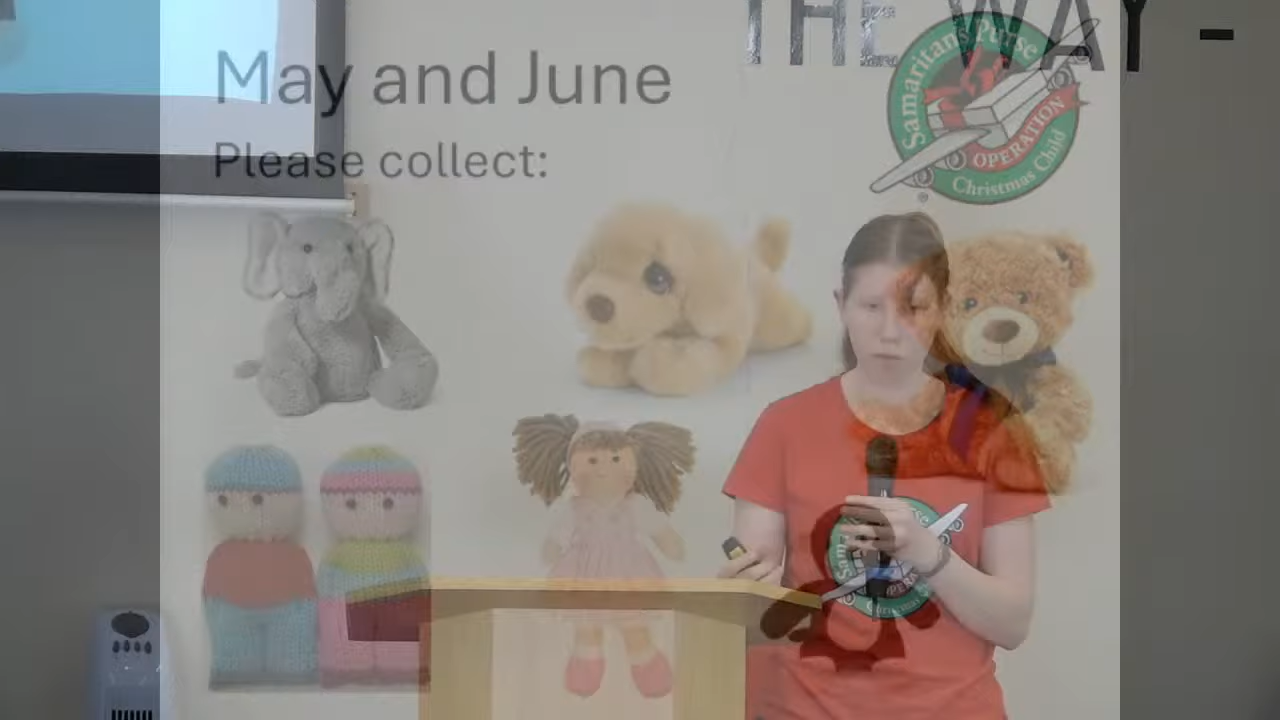 THE WAY -
May and June
Please collect:
Samaritan's Purse
OPERATION
Christmas Child